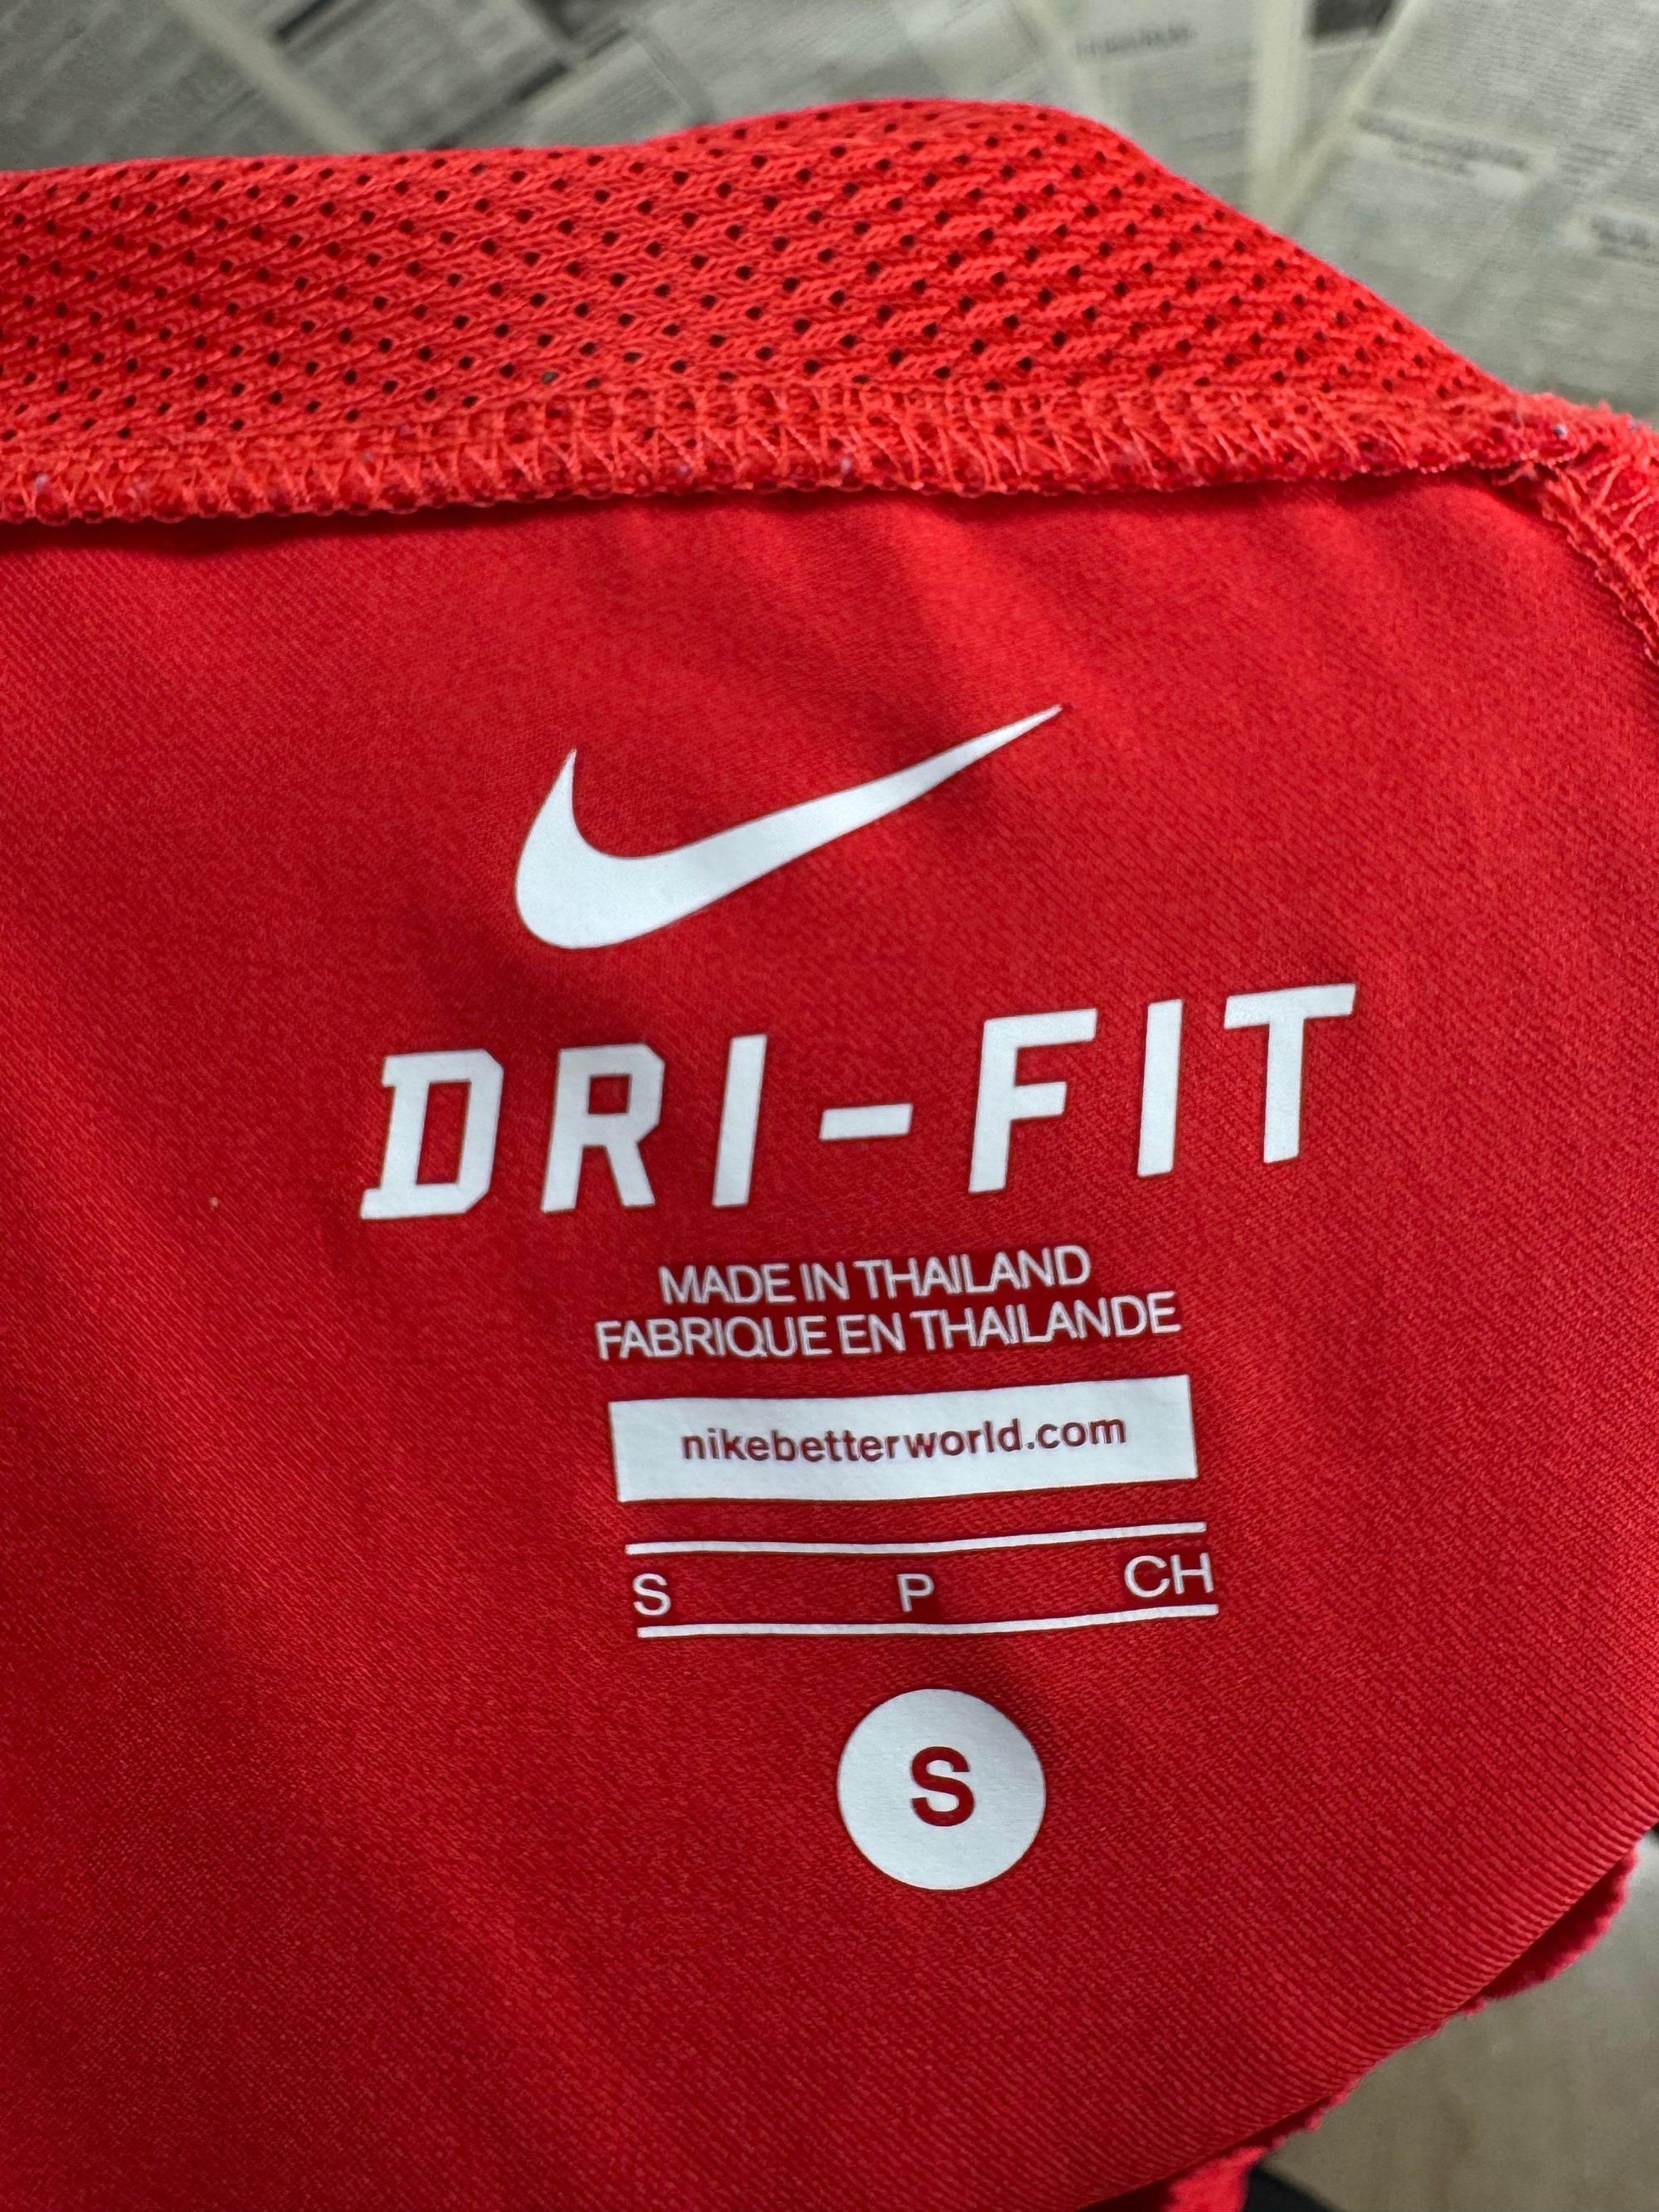 DRI-FIT
MADE IN THAILAND
FABRIQUE EN THAILANDE
nikebetterworld.com
S P CH
S